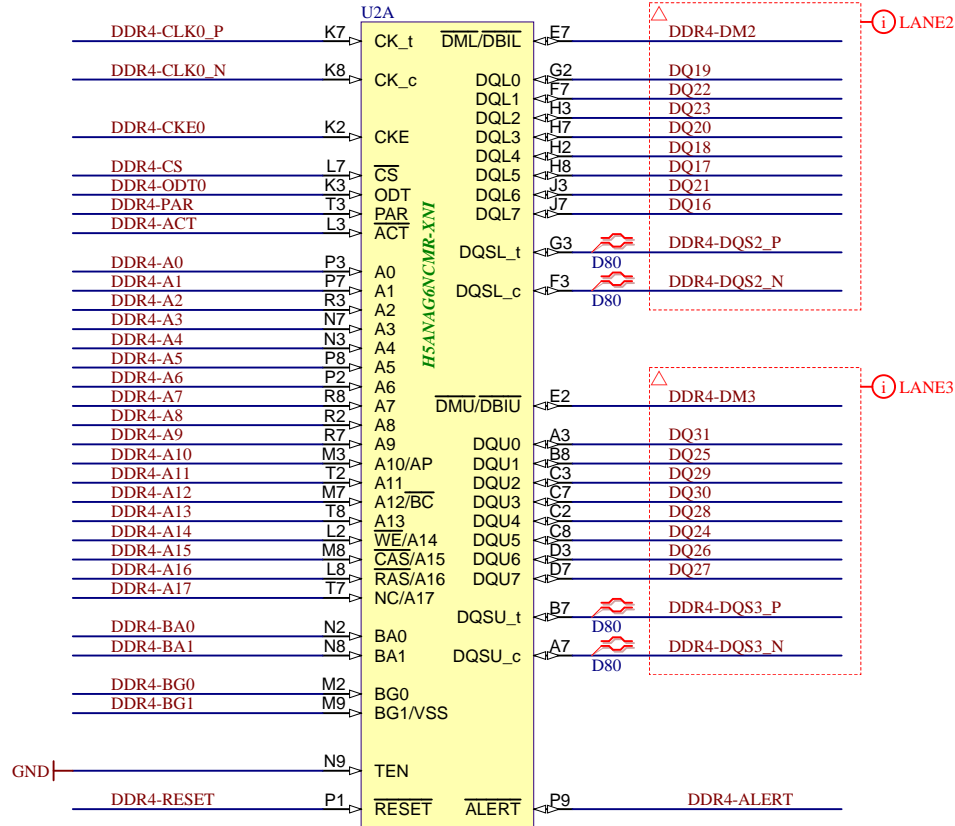 U2A
DDR4-CLK0_P K7 CK_t DML/DBIL E7 DDR4-DM2 i LANE2
DDR4-CLK0_N K8 CK_c DQL0 G2 DQ19
DQL1 F7 DQ22
DQL2 H3 DQ23
DDR4-CKE0 K2 CKE DQL3 H7 DQ20
DQL4 H2 DQ18
DDR4-CS L7 CS DQL5 H8 DQ17
DDR4-ODT0 K3 ODT DQL6 J3 DQ21
DDR4-PAR T3 PAR DQL7 J7 DQ16
DDR4-ACT L3 ACT
DQSL_t G3 D80 DDR4-DQS2_P
DDR4-A0 P3 A0
DDR4-A1 P7 A1 DQSL_c F3 D80 DDR4-DQS2_N
DDR4-A2 R3 A2
H5ANAG6NCMR-XNI
DDR4-A3 N7 A3
DDR4-A4 N3 A4
DDR4-A5 P8 A5
DDR4-A6 P2 A6
DDR4-A7 R8 A7 DMU/DBIU E2 DDR4-DM3 i LANE3
DDR4-A8 R2 A8
DDR4-A9 R7 A9 DQU0 A3 DQ31
DDR4-A10 M3 A10/AP DQU1 B8 DQ25
DDR4-A11 T2 A11 DQU2 C3 DQ29
DDR4-A12 M7 A12/BC DQU3 C7 DQ30
DDR4-A13 T8 A13 DQU4 C2 DQ28
DDR4-A14 L2 WE/A14 DQU5 C8 DQ24
DDR4-A15 M8 CAS/A15 DQU6 D3 DQ26
DDR4-A16 L8 RAS/A16 DQU7 D7 DQ27
DDR4-A17 T7 NC/A17
DQSU_t B7 D80 DDR4-DQS3_P
DDR4-BA0 N2 BA0
DDR4-BA1 N8 BA1 DQSU_c A7 D80 DDR4-DQS3_N
DDR4-BG0 M2 BG0
DDR4-BG1 M9 BG1/VSS
GND N9 TEN
DDR4-RESET P1 RESET ALERT P9 DDR4-ALERT